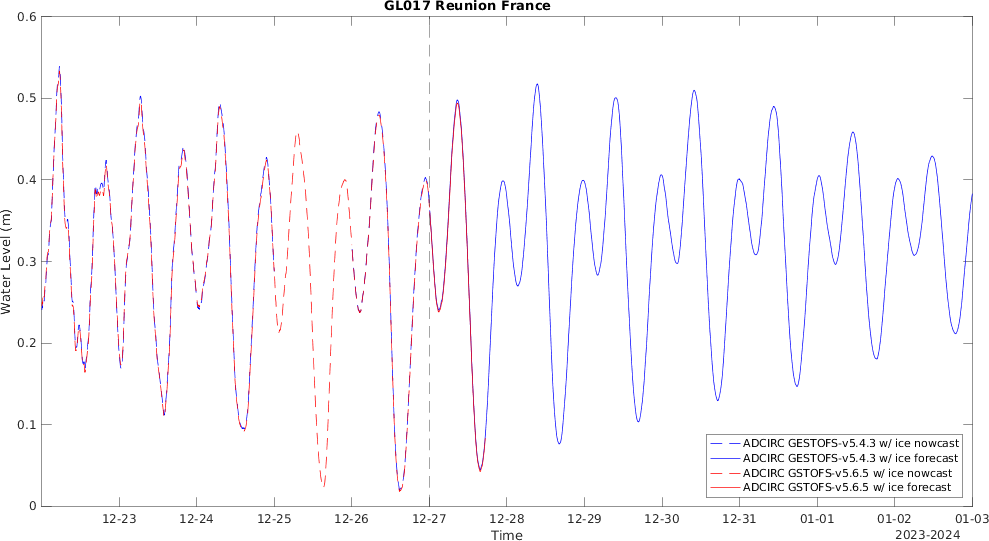 GL017 Reunion France
0.6
0.5
0.4
0.3
0.2
0.1
0
Water Level (m)
ADCIRC GESTOFS-v5.4.3 w/ ice nowcast
ADCIRC GESTOFS-v5.4.3 w/ ice forecast
ADCIRC GSTOFS-v5.6.5 w/ ice nowcast
ADCIRC GSTOFS-v5.6.5 w/ ice forecast
12-23 12-24 12-25 12-26 12-27 12-28 12-29 12-30 12-31 01-01 01-02 01-03
Time
2023-2024